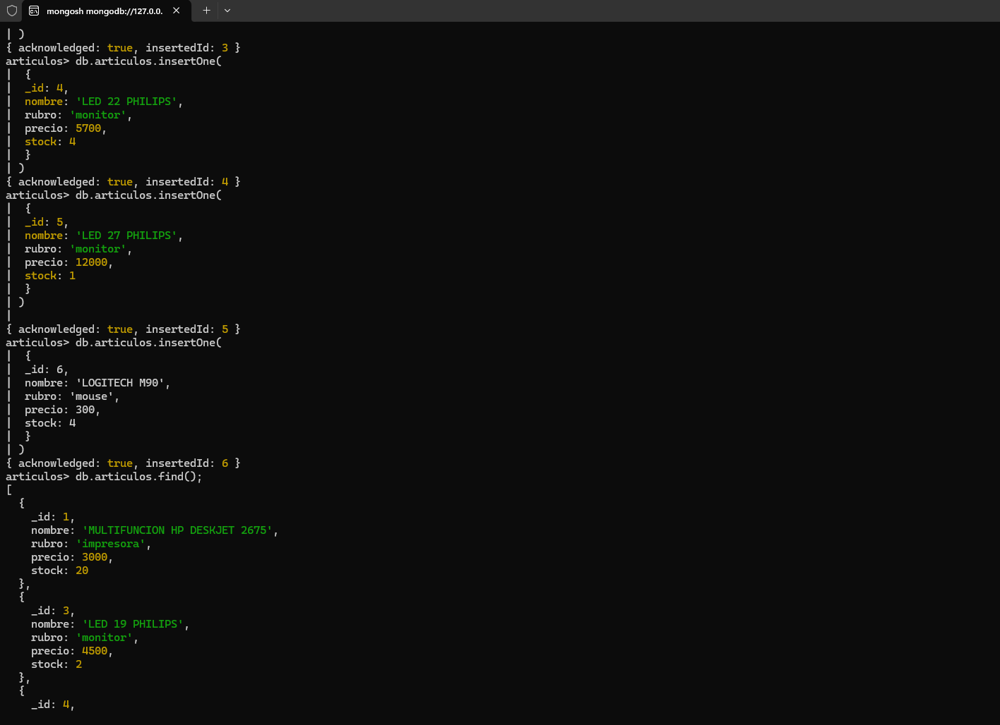 mongosh mongodb://127.0.0.
| )
{ acknowledged: true, insertedId: 3 }
articulos> db.articulos.insertOne(
|  {
|  _id: 4,
|  nombre: 'LED 22 PHILIPS',
|  rubro: 'monitor',
|  precio: 5700,
|  stock: 4
|  }
| )
{ acknowledged: true, insertedId: 4 }
articulos> db.articulos.insertOne(
|  {
|  _id: 5,
|  nombre: 'LED 27 PHILIPS',
|  rubro: 'monitor',
|  precio: 12000,
|  stock: 1
|  }
| )
|
{ acknowledged: true, insertedId: 5 }
articulos> db.articulos.insertOne(
|  {
|  _id: 6,
|  nombre: 'LOGITECH M90',
|  rubro: 'mouse',
|  precio: 300,
|  stock: 4
|  }
| )
{ acknowledged: true, insertedId: 6 }
articulos> db.articulos.find();
[
  {
    _id: 1,
    nombre: 'MULTIFUNCION HP DESKJET 2675',
    rubro: 'impresora',
    precio: 3000,
    stock: 20
  },
  {
    _id: 3,
    nombre: 'LED 19 PHILIPS',
    rubro: 'monitor',
    precio: 4500,
    stock: 2
  },
  {
    _id: 4,